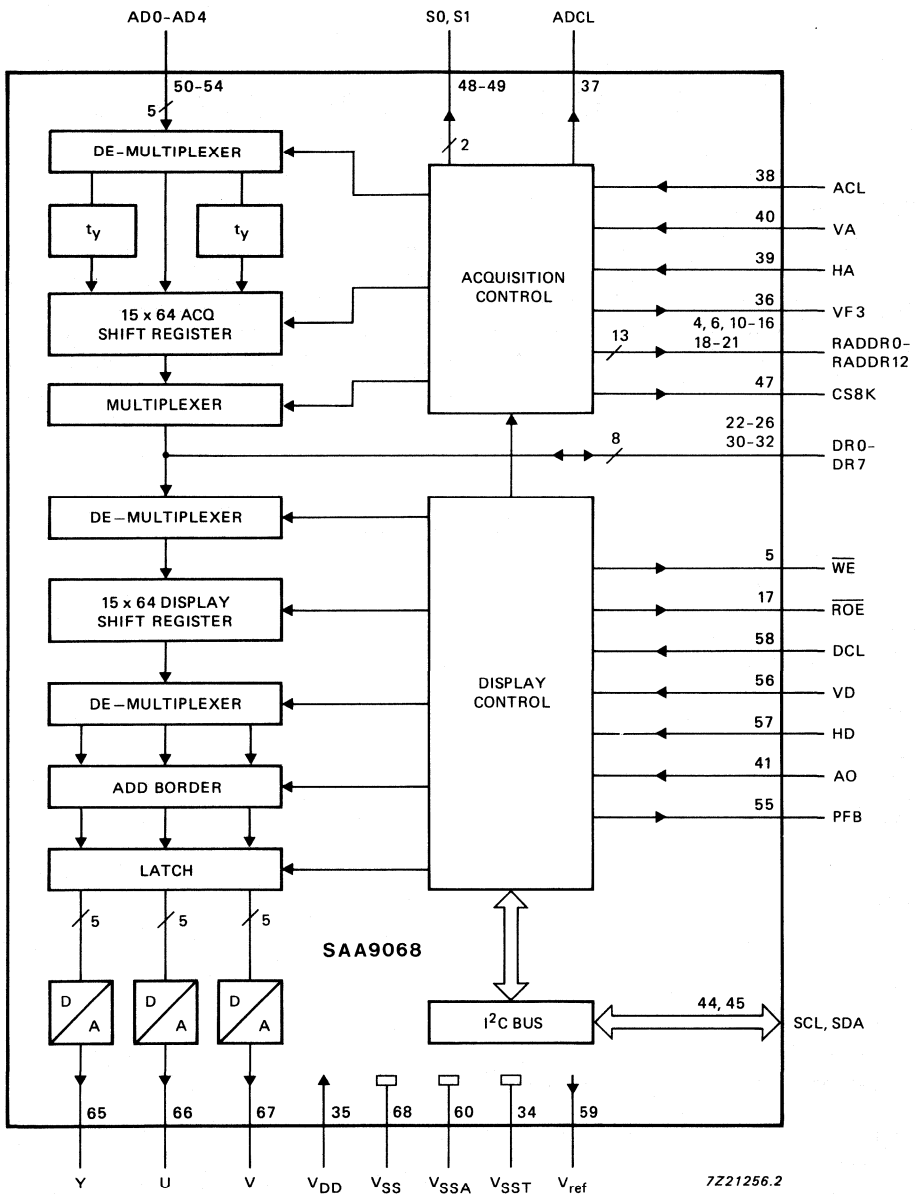 AD0–AD4 S0, S1 ADCL
50–54 48–49 37
5
2
DE-MULTIPLEXER
38 ACL
40 VA
ty ty
39 HA
ACQUISITION
CONTROL
15 x 64 ACQ
SHIFT REGISTER
36 VF3
4, 6, 10–16
13 18–21 RADDR0–
RADDR12
MULTIPLEXER
47 CS8K
22–26
8 30–32 DR0–
DR7
DE–MULTIPLEXER
5 W̅E̅
15 x 64 DISPLAY
SHIFT REGISTER
17 R̅O̅E̅
58 DCL
DISPLAY
CONTROL
56 VD
DE–MULTIPLEXER
57 HD
41 AO
ADD BORDER
55 PFB
LATCH
5 5 5
SAA9068
D D D
A A A
I²C BUS
44, 45
SCL, SDA
65 66 67 35 68 60 34 59
Y U V VDD VSS VSSA VSST Vref
7Z21256.2